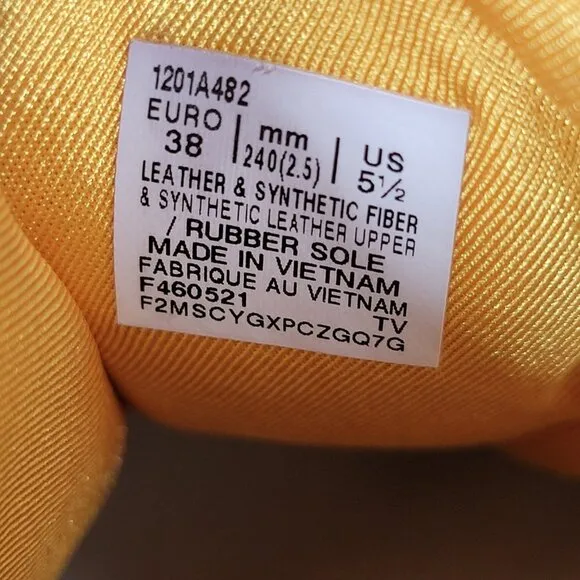 1201A482
EURO 38 | mm 240(2.5) | US 5½
LEATHER & SYNTHETIC FIBER
& SYNTHETIC LEATHER UPPER
/ RUBBER SOLE
MADE IN VIETNAM
FABRIQUE AU VIETNAM
F460521 TV
F2MSCYGXPCZGQ7G